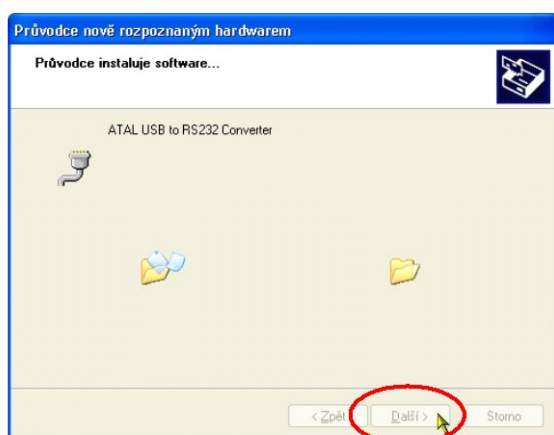 Průvodce nově rozpoznaným hardwarem
Průvodce instaluje software...
ATAL USB to RS232 Converter
< Zpět
Další >
Storno